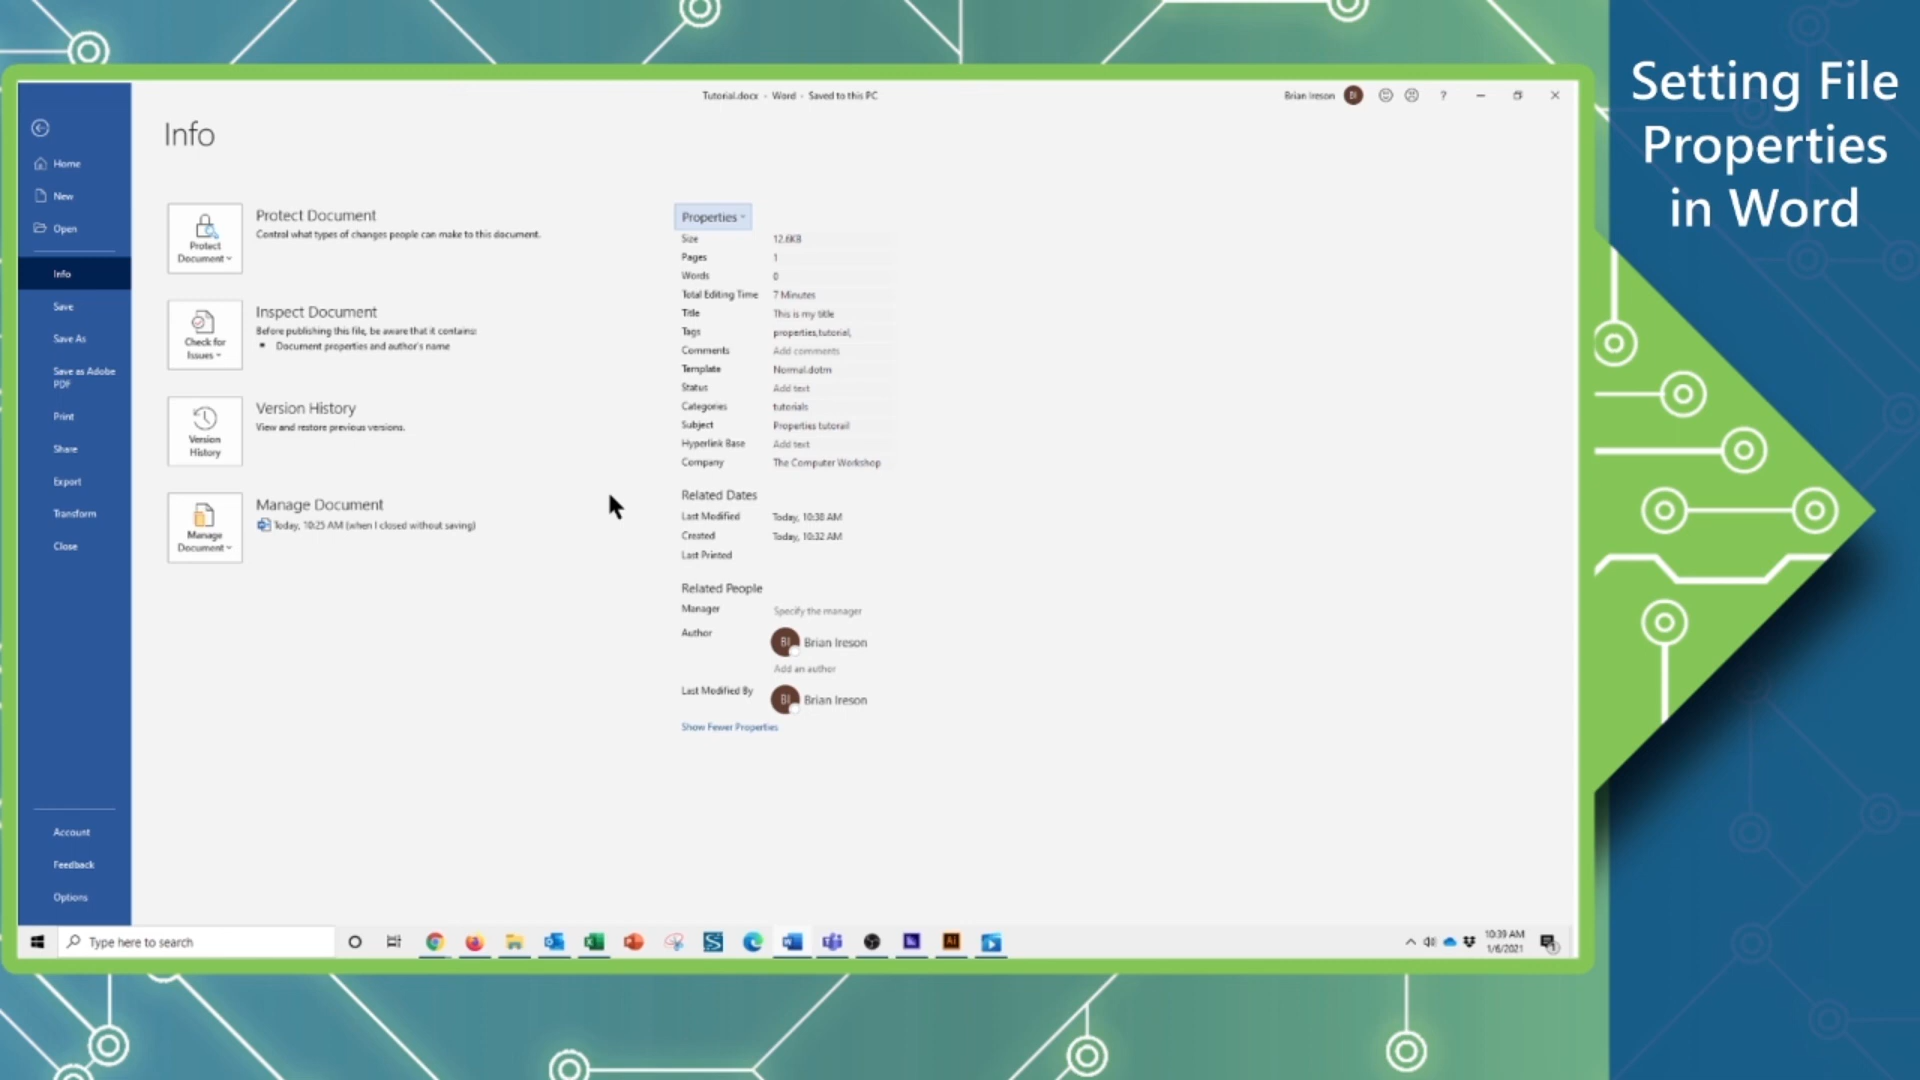 Setting File
Properties
in Word
Tutorial.docx - Word - Saved to this PC
Brian Ireson BI ?
Info
Home
New
Open
Info
Save
Save As
Save as Adobe
PDF
Print
Share
Export
Transform
Close
Account
Feedback
Options
Protect
Document
Protect Document
Control what types of changes people can make to this document.
Check for
Issues
Inspect Document
Before publishing this file, be aware that it contains:
Document properties and author's name
Version
History
Version History
View and restore previous versions.
Manage
Document
Manage Document
Today, 10:25 AM (when I closed without saving)
Properties
Size 12.6KB
Pages 1
Words 0
Total Editing Time 7 Minutes
Title This is my title
Tags properties,tutorial,
Comments Add comments
Template Normal.dotm
Status Add text
Categories tutorials
Subject Properties tutorail
Hyperlink Base Add text
Company The Computer Workshop
Related Dates
Last Modified Today, 10:38 AM
Created Today, 10:32 AM
Last Printed
Related People
Manager Specify the manager
Author BI Brian Ireson
Add an author
Last Modified By BI Brian Ireson
Show Fewer Properties
Type here to search
10:39 AM
1/6/2021